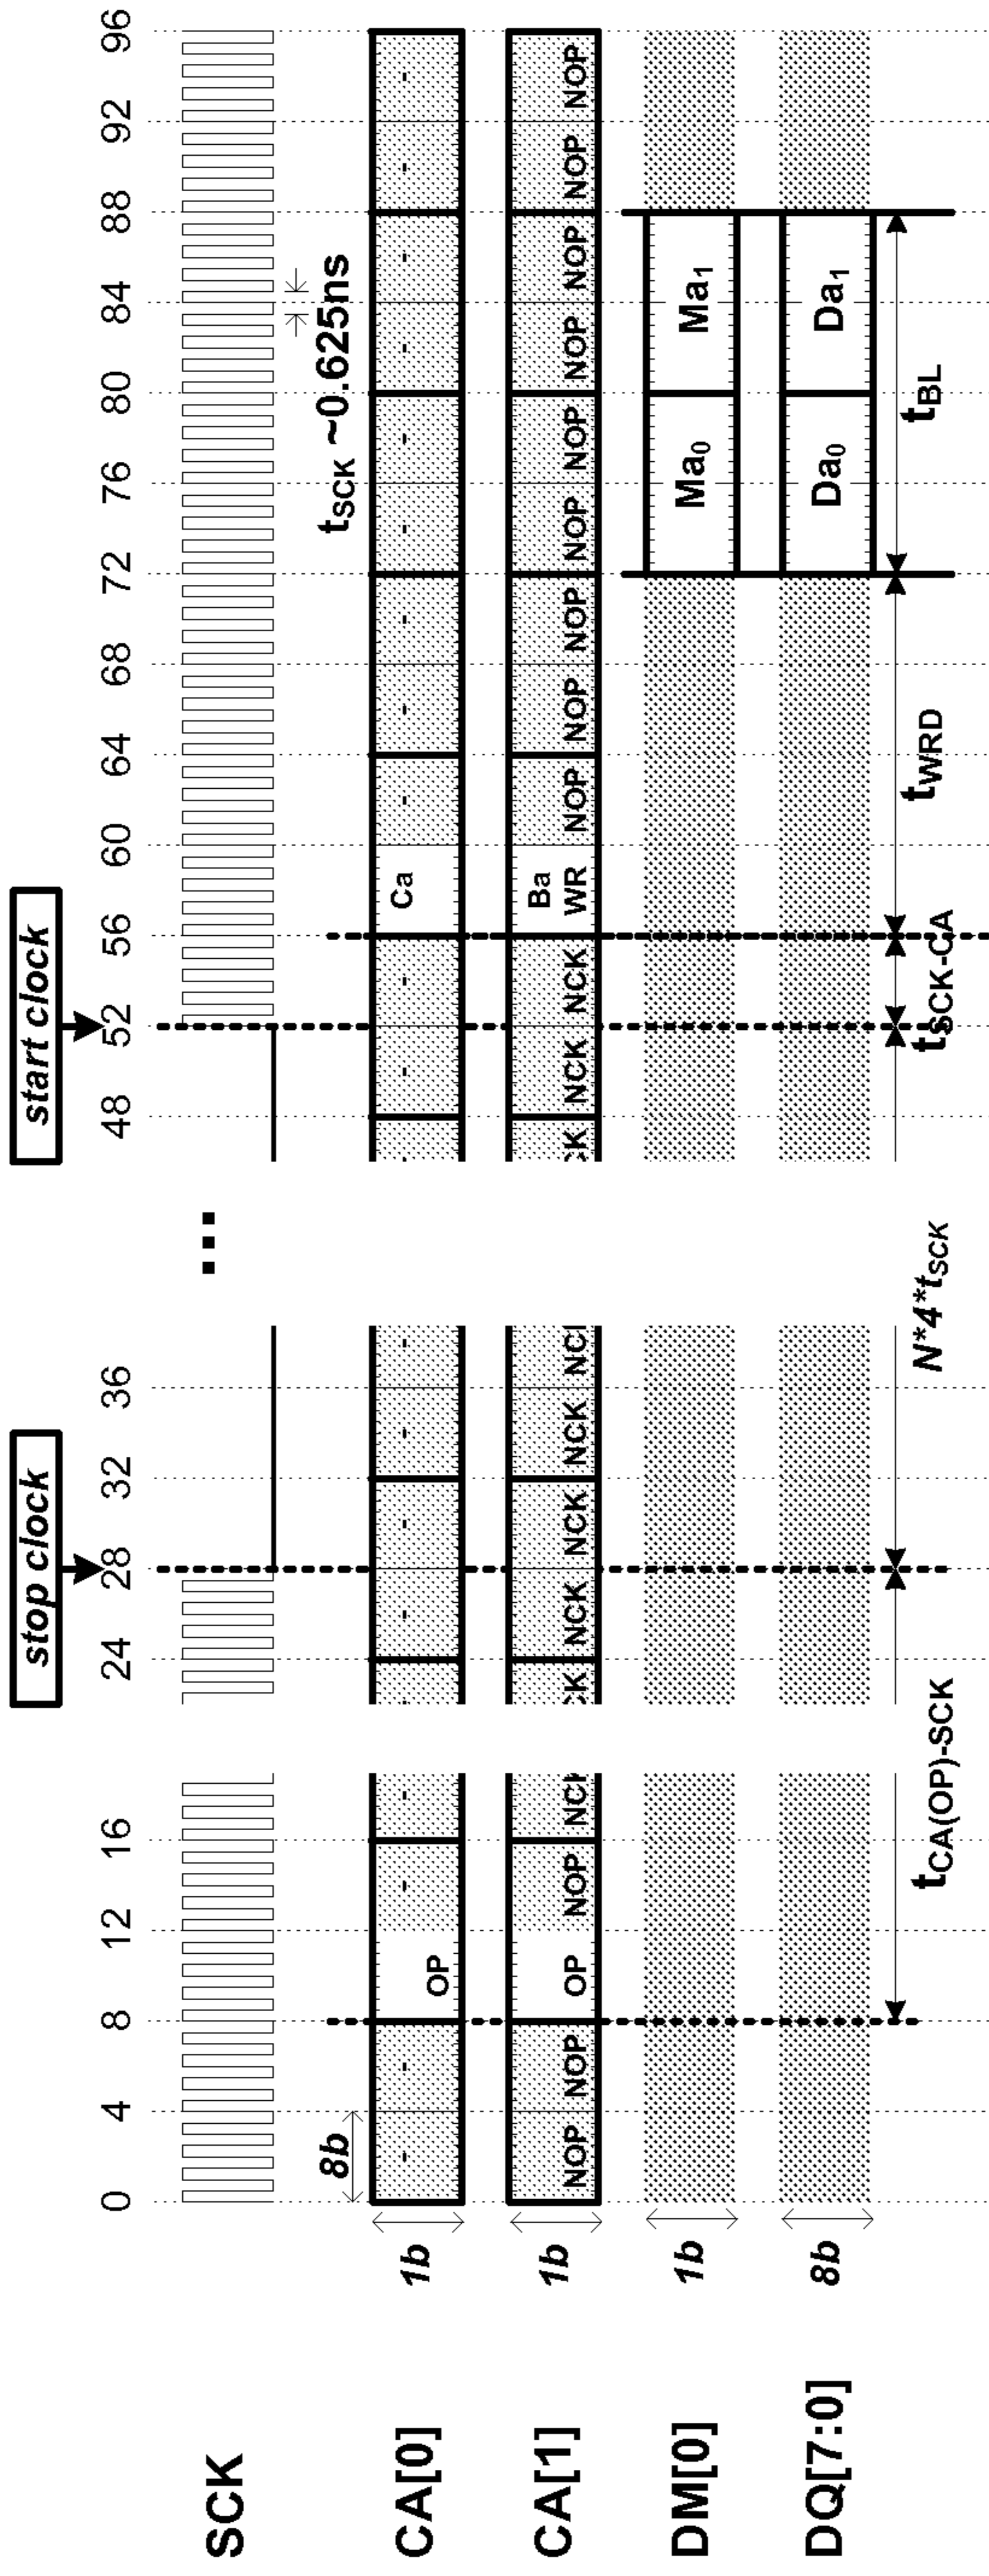 stop clock
start clock
0 4 8 12 16 24 28 32 36 48 52 56 60 64 68 72 76 80 84 88 92 96
SCK
...
tSCK ~0.625ns
8b
CA[0]
1b
- - OP - - - - - - - - - Ca - - - - - - - - -
CA[1]
1b
Ba
NOP NOP OP NOP NCK CK NCK NCK NCK NCK CK NCK NCK WR NOP NOP NOP NOP NOP NOP NOP NOP NOP
DM[0]
1b
Ma0 Ma1
DQ[7:0]
8b
Da0 Da1
tCA(OP)-SCK
N*4*tSCK
tSCK-CA
tWRD
tBL